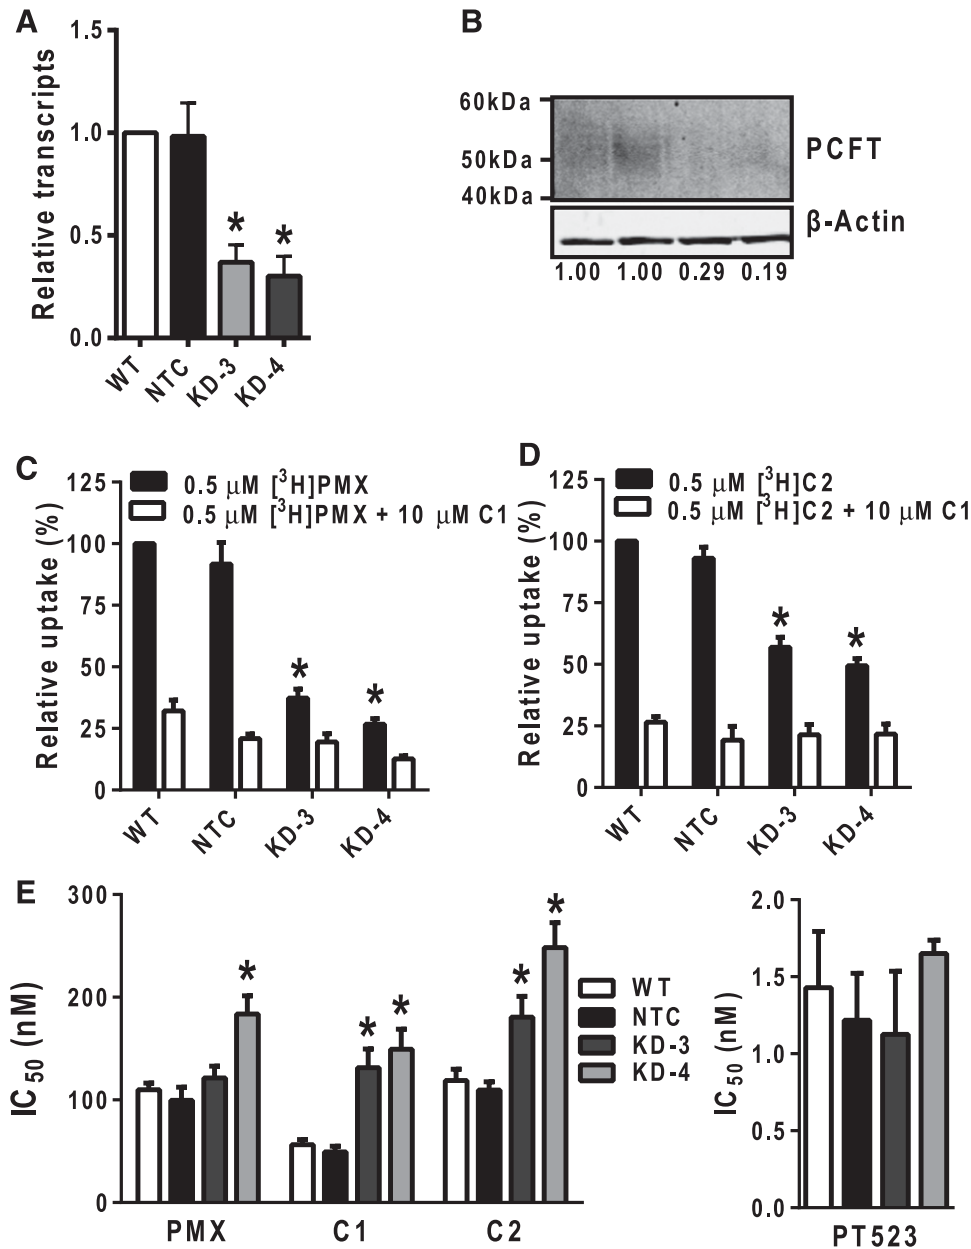 A
Relative transcripts
1.5
1.0
0.5
0.0
*
*
WT
NTC
KD-3
KD-4
B
60kDa
50kDa
40kDa
PCFT
β-Actin
1.00 1.00 0.29 0.19
C
0.5 μM [³H]PMX
0.5 μM [³H]PMX + 10 μM C1
Relative uptake (%)
125
100
75
50
25
0
*
*
WT
NTC
KD-3
KD-4
D
0.5 μM [³H]C2
0.5 μM [³H]C2 + 10 μM C1
Relative uptake (%)
125
100
75
50
25
0
*
*
WT
NTC
KD-3
KD-4
E
IC₅₀ (nM)
300
200
100
0
*
*
*
*
*
PMX
C1
C2
WT
NTC
KD-3
KD-4
IC₅₀ (nM)
2.0
1.5
1.0
0.5
0.0
PT523